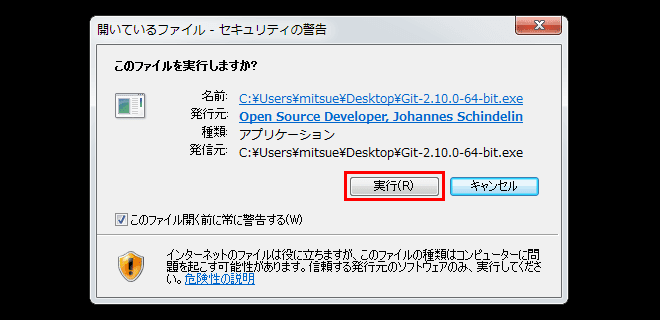 開いているファイル - セキュリティの警告
このファイルを実行しますか?
名前: C:¥Users¥mitsue¥Desktop¥Git-2.10.0-64-bit.exe
発行元: Open Source Developer, Johannes Schindelin
種類: アプリケーション
発信元: C:¥Users¥mitsue¥Desktop¥Git-2.10.0-64-bit.exe
実行(R) キャンセル
このファイル開く前に常に警告する(W)
インターネットのファイルは役に立ちますが、このファイルの種類はコンピューターに問
題を起こす可能性があります。信頼する発行元のソフトウェアのみ、実行してくださ
い。危険性の説明